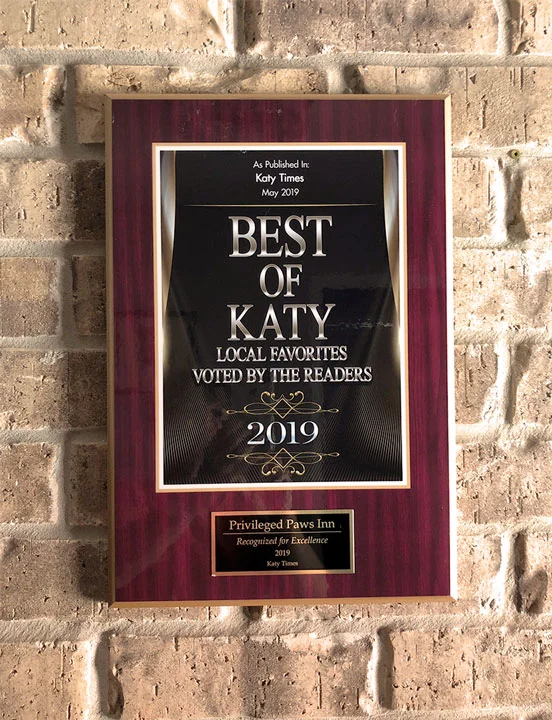 As Published In:
Katy Times
May 2019
BEST
OF
KATY
LOCAL FAVORITES
VOTED BY THE READERS
2019
Privileged Paws Inn
Recognized for Excellence
2019
Katy Times